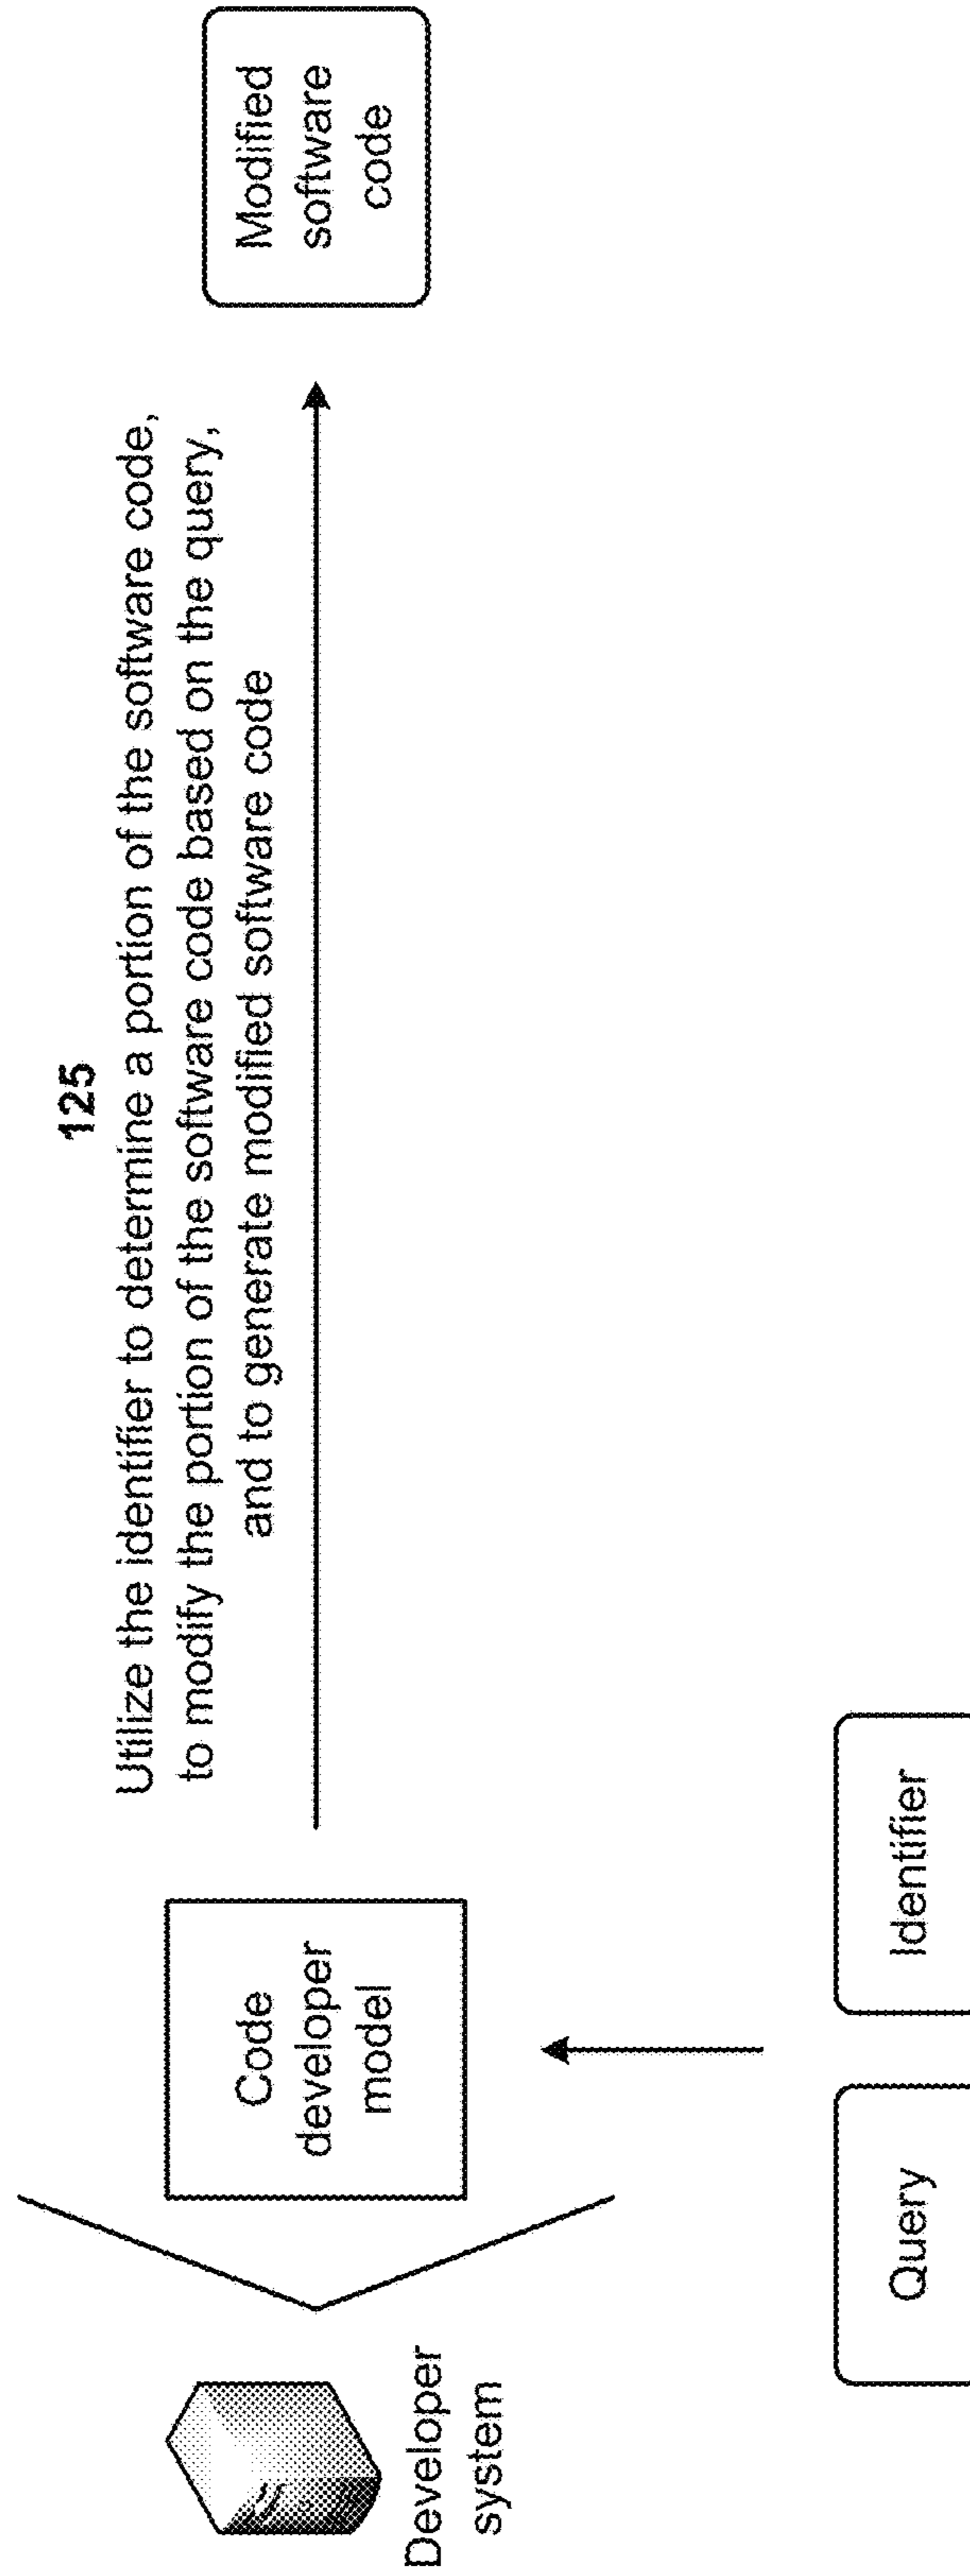 125
Utilize the identifier to determine a portion of the software code,
to modify the portion of the software code based on the query,
and to generate modified software code
Developer
system
Code
developer
model
Modified
software
code
Query
Identifier